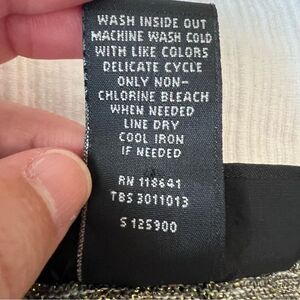 WASH INSIDE OUT
MACHINE WASH COLD
WITH LIKE COLORS
DELICATE CYCLE
ONLY NON-
CHLORINE BLEACH
WHEN NEEDED
LINE DRY
COOL IRON
IF NEEDED
RN 118641
TBS 3011013
S 125900